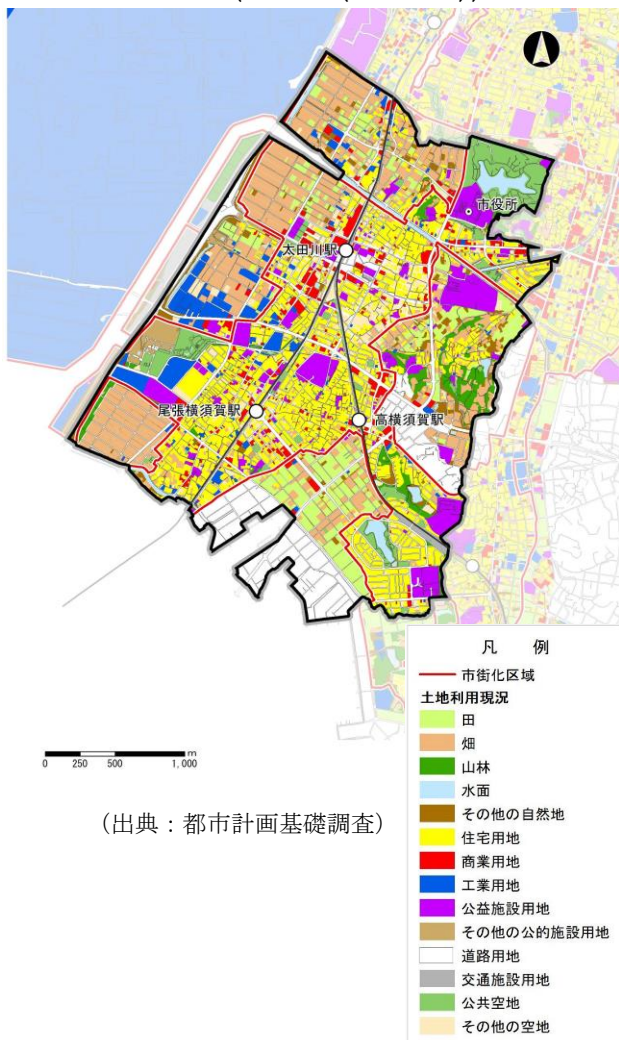 市役所
太田川駅
尾張横須賀駅
高横須賀駅
m
0 250 500 1,000
（出典：都市計画基礎調査）
凡 例
市街化区域
土地利用現況
田
畑
山林
水面
その他の自然地
住宅用地
商業用地
工業用地
公益施設用地
その他の公的施設用地
道路用地
交通施設用地
公共空地
その他の空地